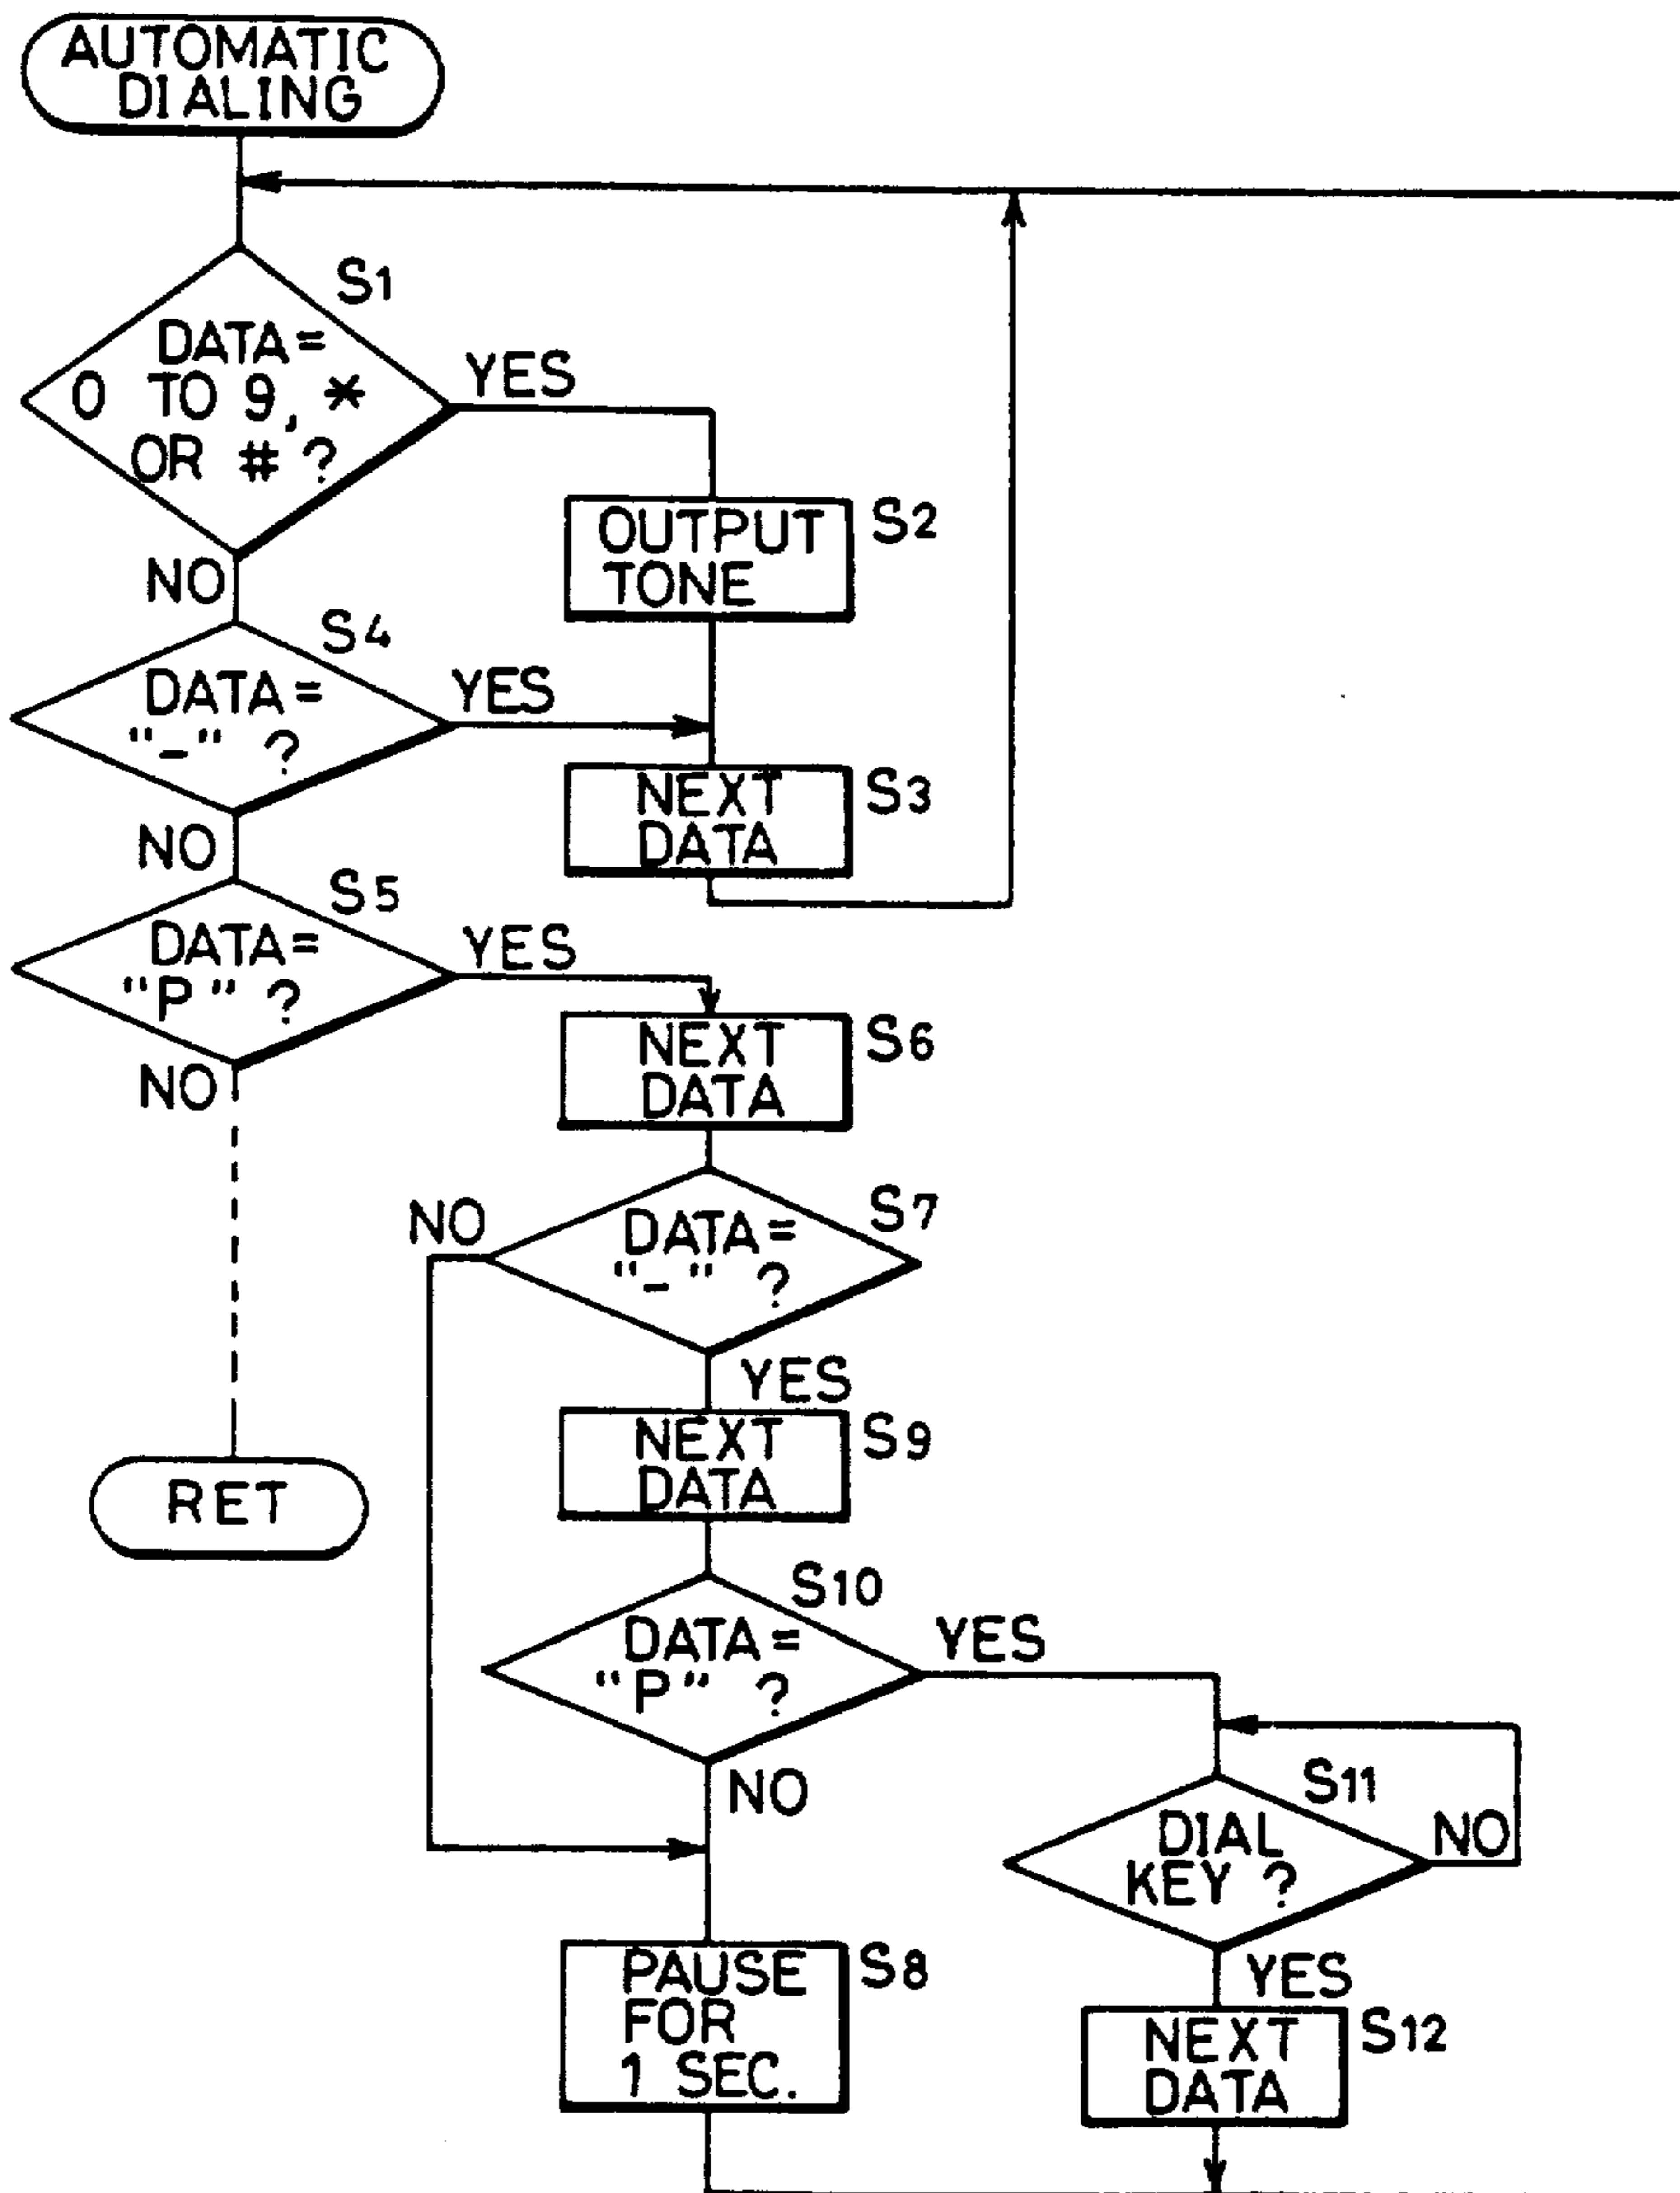 AUTOMATIC
DIALING
S1
DATA=
0 TO 9, *
OR # ?
YES
NO
S2
OUTPUT
TONE
S4
DATA=
"-" ?
YES
NO
S3
NEXT
DATA
S5
DATA=
"P" ?
YES
NO
S6
NEXT
DATA
S7
DATA=
"-" ?
NO
YES
S9
NEXT
DATA
RET
S10
DATA=
"P" ?
YES
NO
S11
DIAL
KEY ?
NO
YES
S8
PAUSE
FOR
1 SEC.
S12
NEXT
DATA